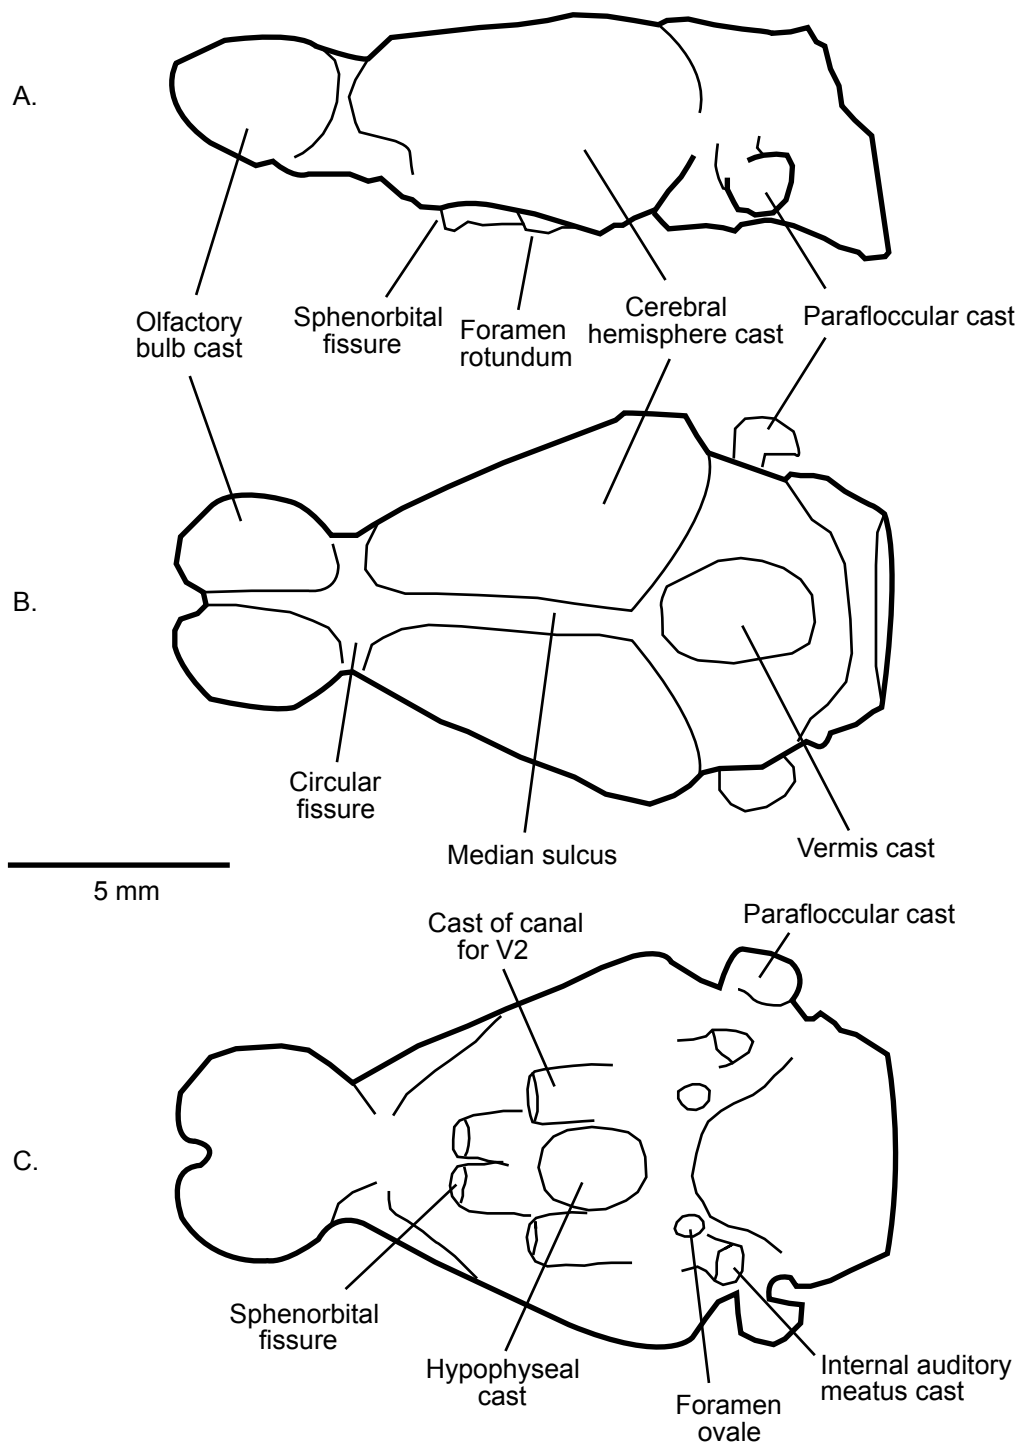 A.
Olfactory
bulb cast
Sphenorbital
fissure
Foramen
rotundum
Cerebral
hemisphere cast
Parafloccular cast
B.
Circular
fissure
Median sulcus
Vermis cast
5 mm
Cast of canal
for V2
Parafloccular cast
C.
Sphenorbital
fissure
Hypophyseal
cast
Foramen
ovale
Internal auditory
meatus cast